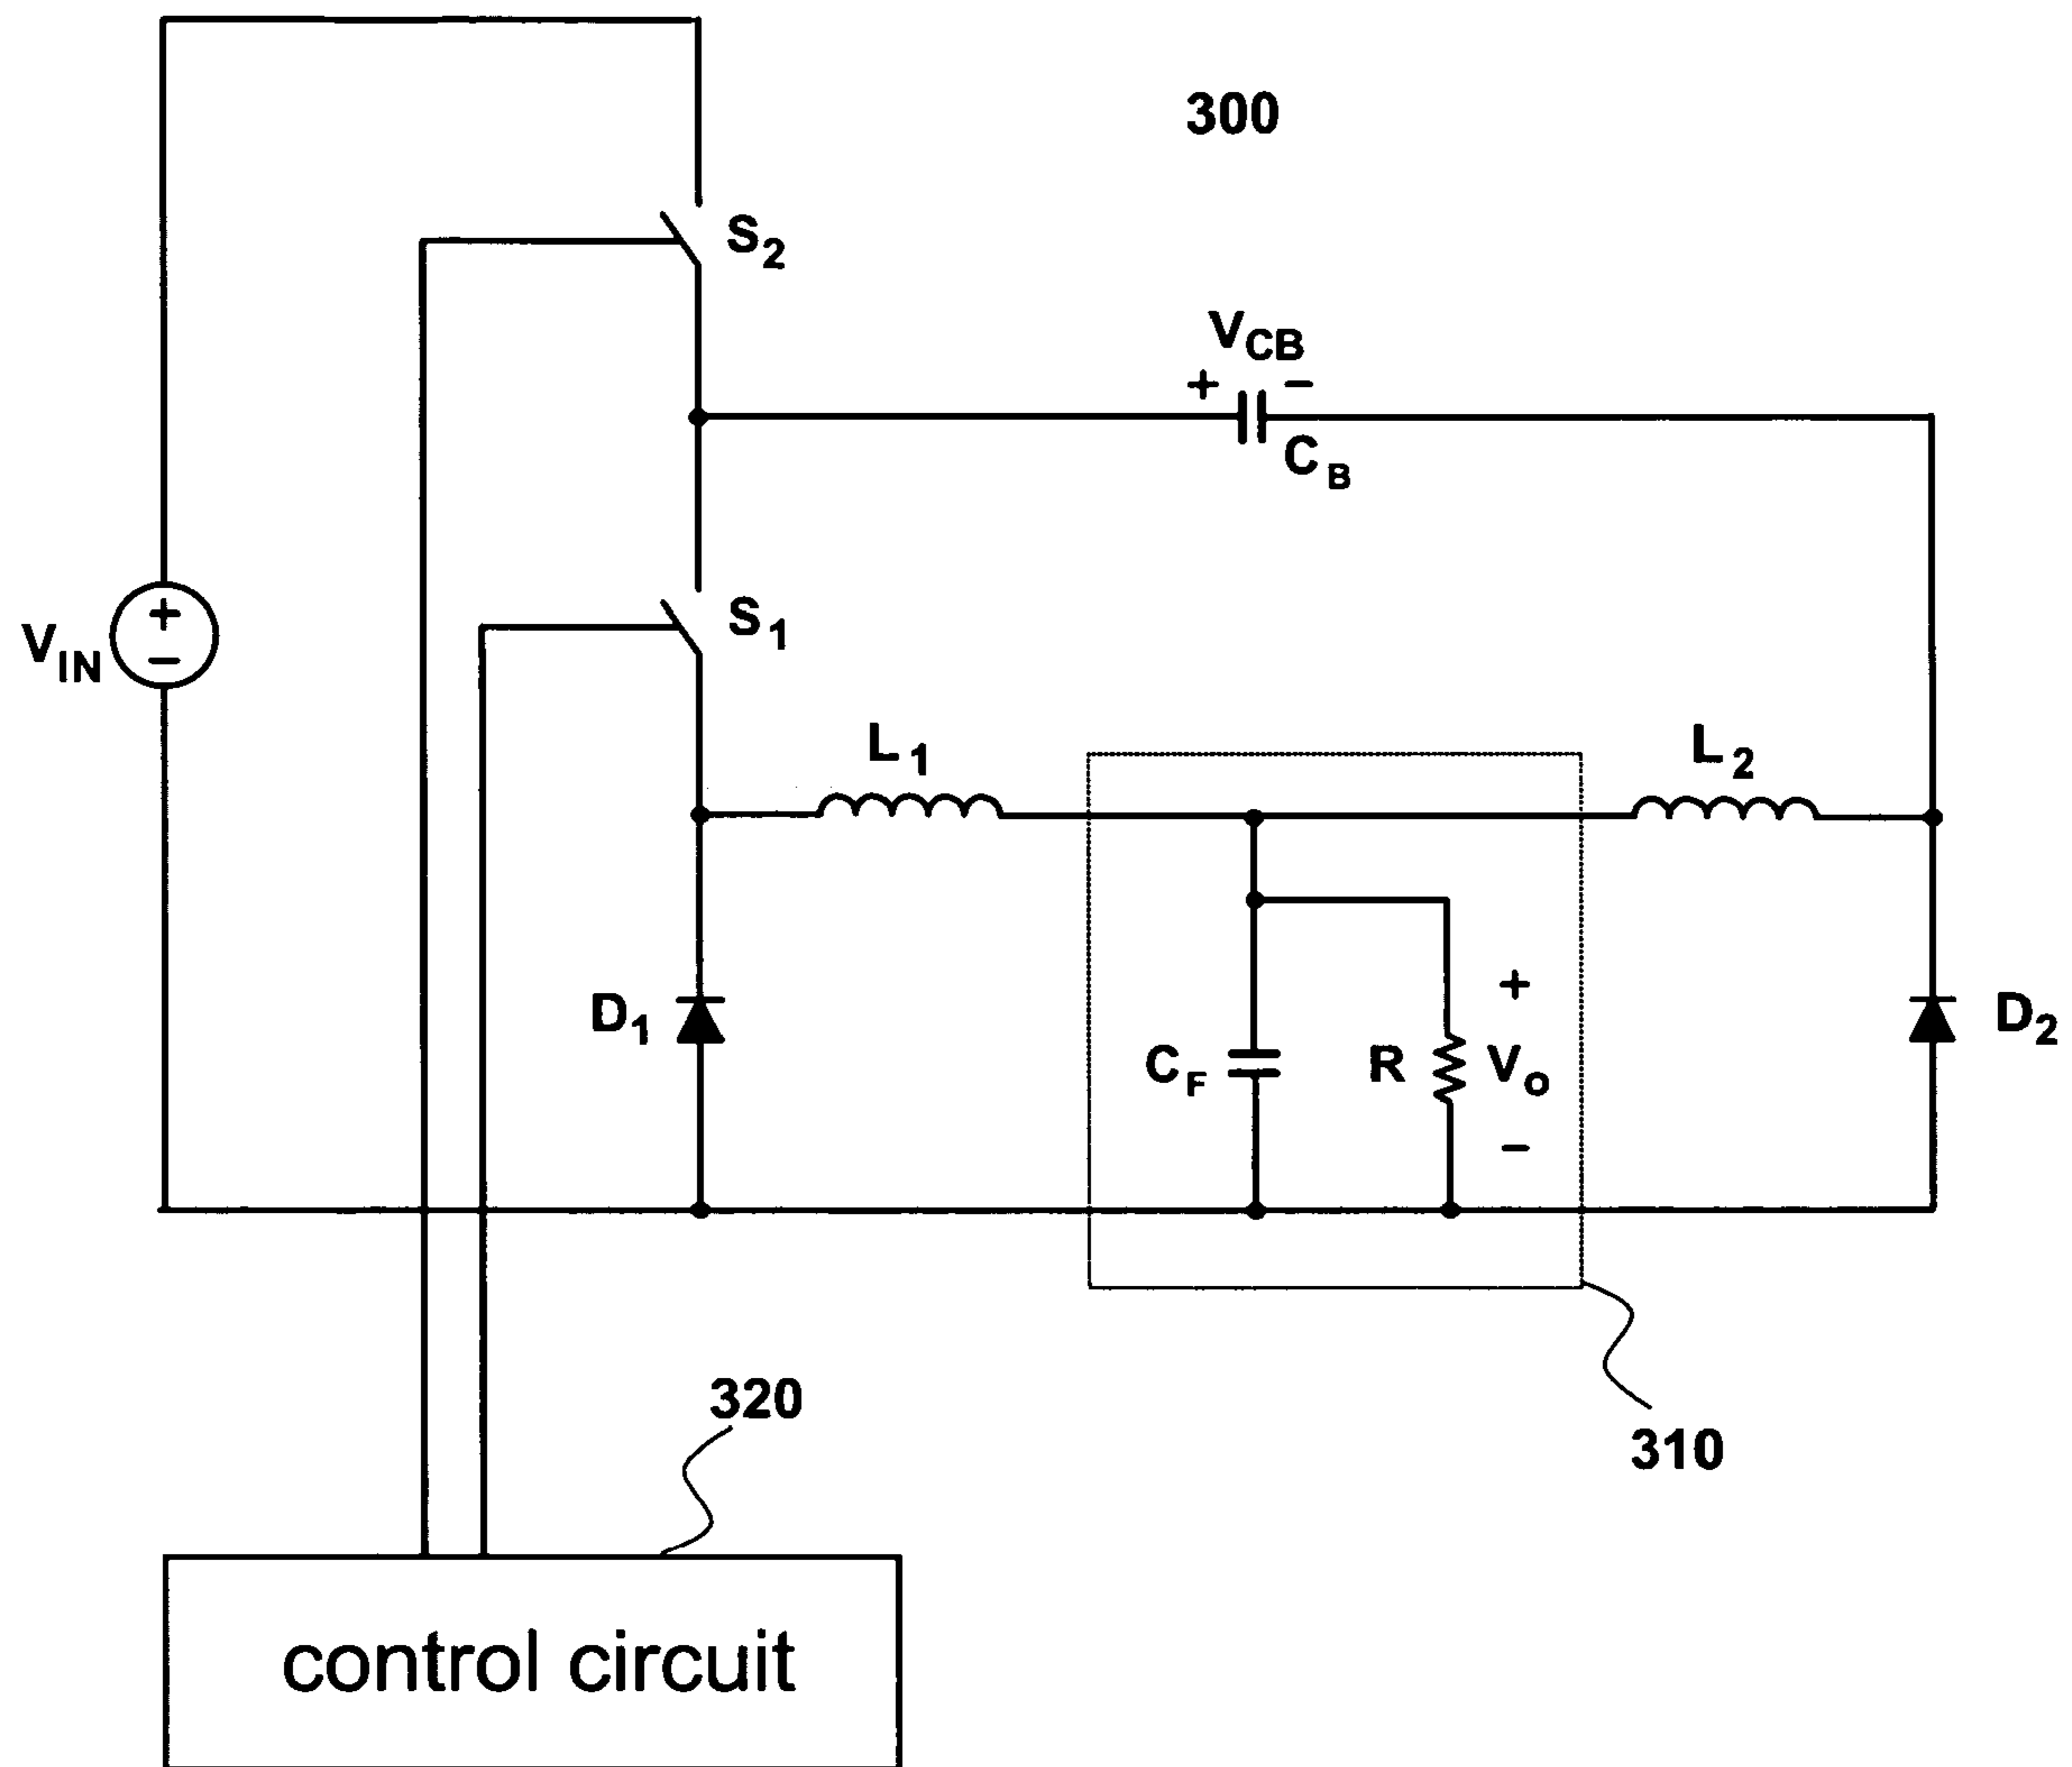 300
S2
VCB
+ −
CB
S1
+
VIN
−
L1
L2
+
D1
D2
CF
R
VO
−
320
310
control circuit